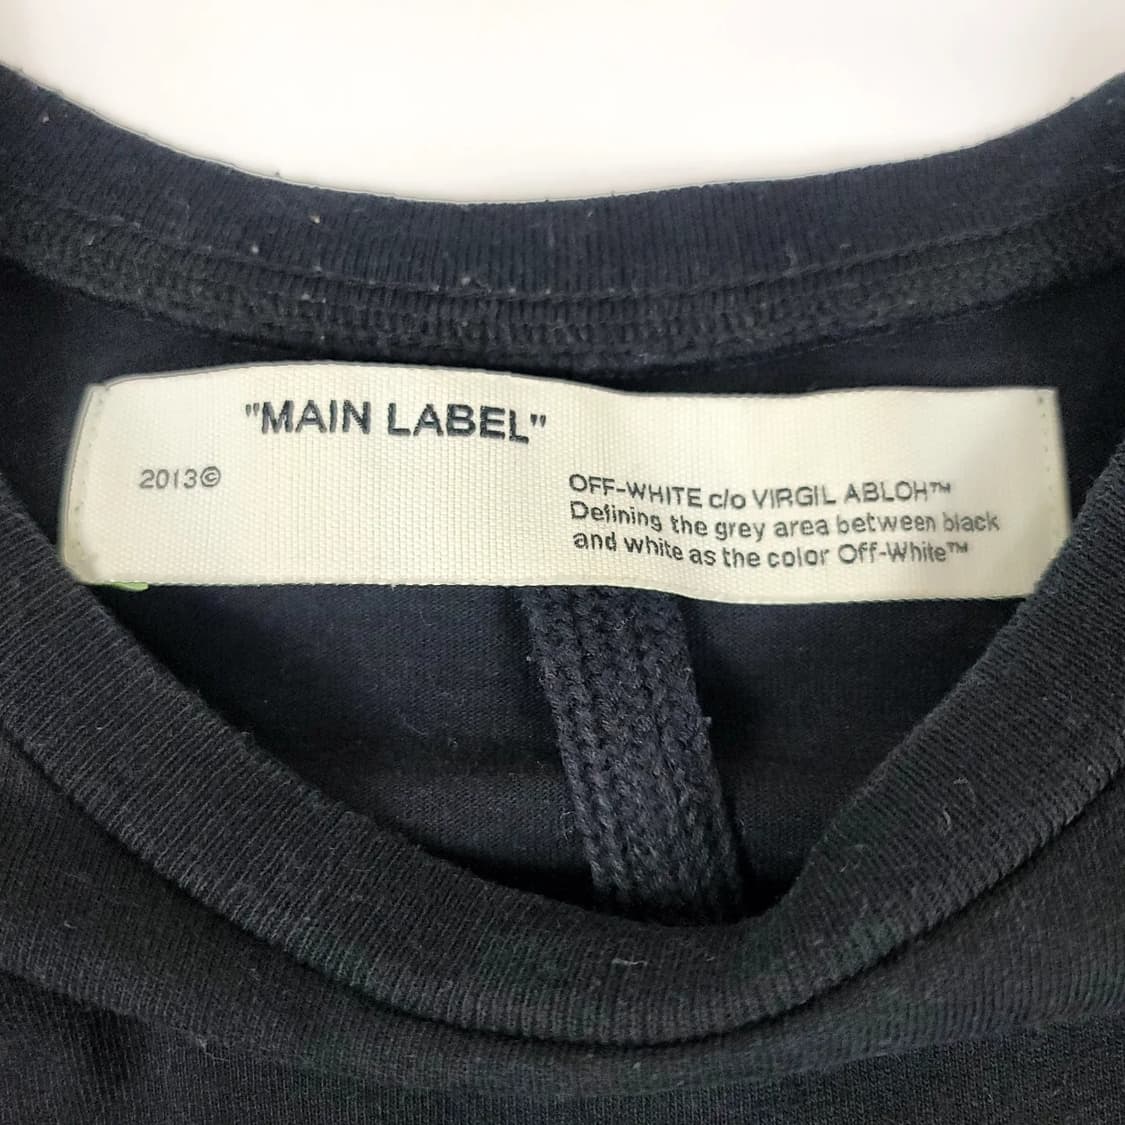 "MAIN LABEL"
2013©
OFF-WHITE c/o VIRGIL ABLOH™
Defining the grey area between black
and white as the color Off-White™